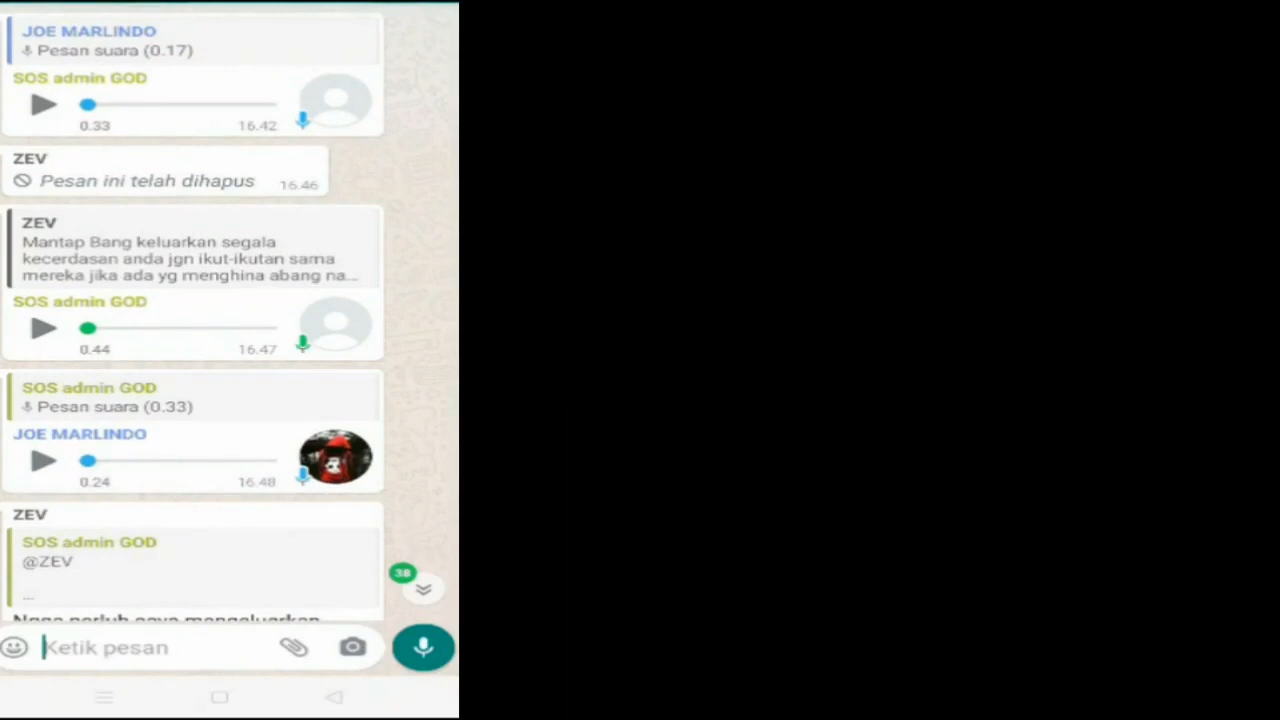 JOE MARLINDO
Pesan suara (0.17)
SOS admin GOD
0.33 16.42
ZEV
Pesan ini telah dihapus 16.46
ZEV
Mantap Bang keluarkan segala
kecerdasan anda jgn ikut-ikutan sama
mereka jika ada yg menghina abang na...
SOS admin GOD
0.44 16.47
SOS admin GOD
Pesan suara (0.33)
JOE MARLINDO
0.24 16.48
ZEV
SOS admin GOD
@ZEV
...
38
Ketik pesan